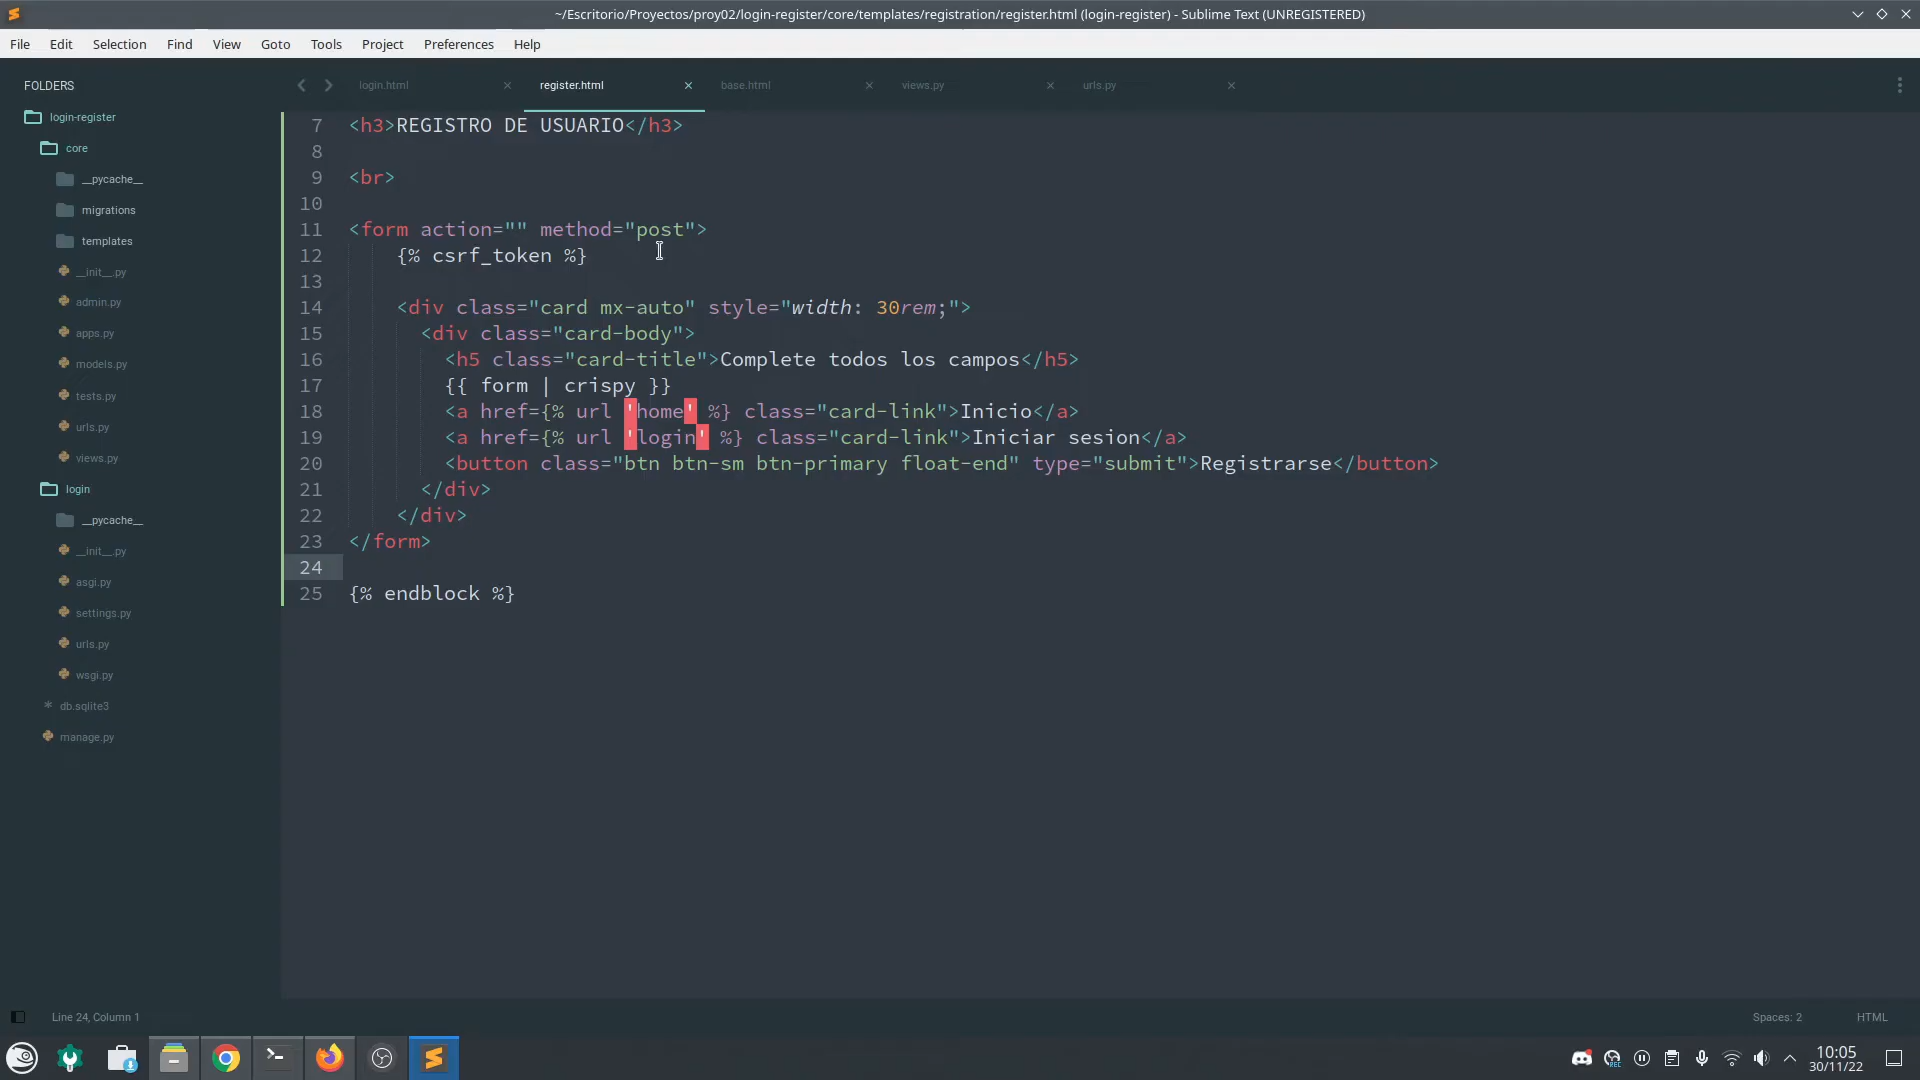 ~/Escritorio/Proyectos/proy02/login-register/core/templates/registration/register.html (login-register) - Sublime Text (UNREGISTERED)
File Edit Selection Find View Goto Tools Project Preferences Help
FOLDERS
login-register
core
__pycache__
migrations
templates
__init__.py
admin.py
apps.py
models.py
tests.py
urls.py
views.py
login
__pycache__
__init__.py
asgi.py
settings.py
urls.py
wsgi.py
db.sqlite3
manage.py
login.html register.html base.html views.py urls.py
7 <h3>REGISTRO DE USUARIO</h3>
8
9 <br>
10
11 <form action="" method="post">
12 {% csrf_token %}
13
14 <div class="card mx-auto" style="width: 30rem;">
15 <div class="card-body">
16 <h5 class="card-title">Complete todos los campos</h5>
17 {{ form | crispy }}
18 <a href={% url 'home' %} class="card-link">Inicio</a>
19 <a href={% url 'login' %} class="card-link">Iniciar sesion</a>
20 <button class="btn btn-sm btn-primary float-end" type="submit">Registrarse</button>
21 </div>
22 </div>
23 </form>
24
25 {% endblock %}
Line 24, Column 1 Spaces: 2 HTML
REC
10:05
30/11/22